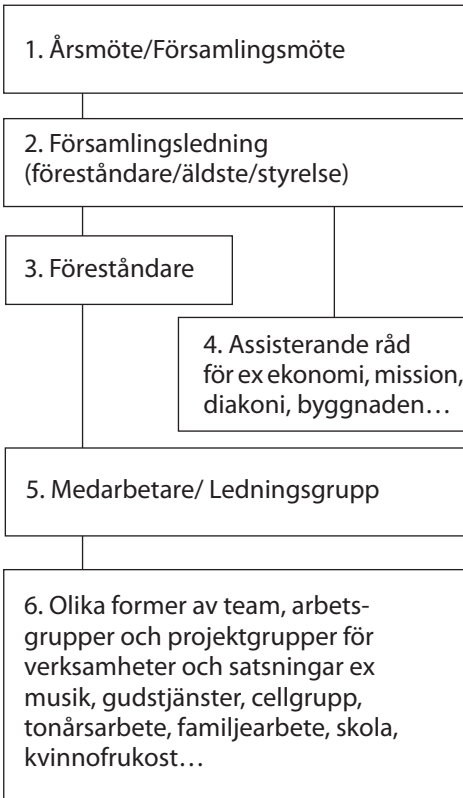 1. Årsmöte/Församlingsmöte
2. Församlingsledning
(föreståndare/äldste/styrelse)
3. Föreståndare
4. Assisterande råd
för ex ekonomi, mission,
diakoni, byggnaden…
5. Medarbetare/ Ledningsgrupp
6. Olika former av team, arbets-
grupper och projektgrupper för
verksamheter och satsningar ex
musik, gudstjänster, cellgrupp,
tonårsarbete, familjearbete, skola,
kvinnofrukost…